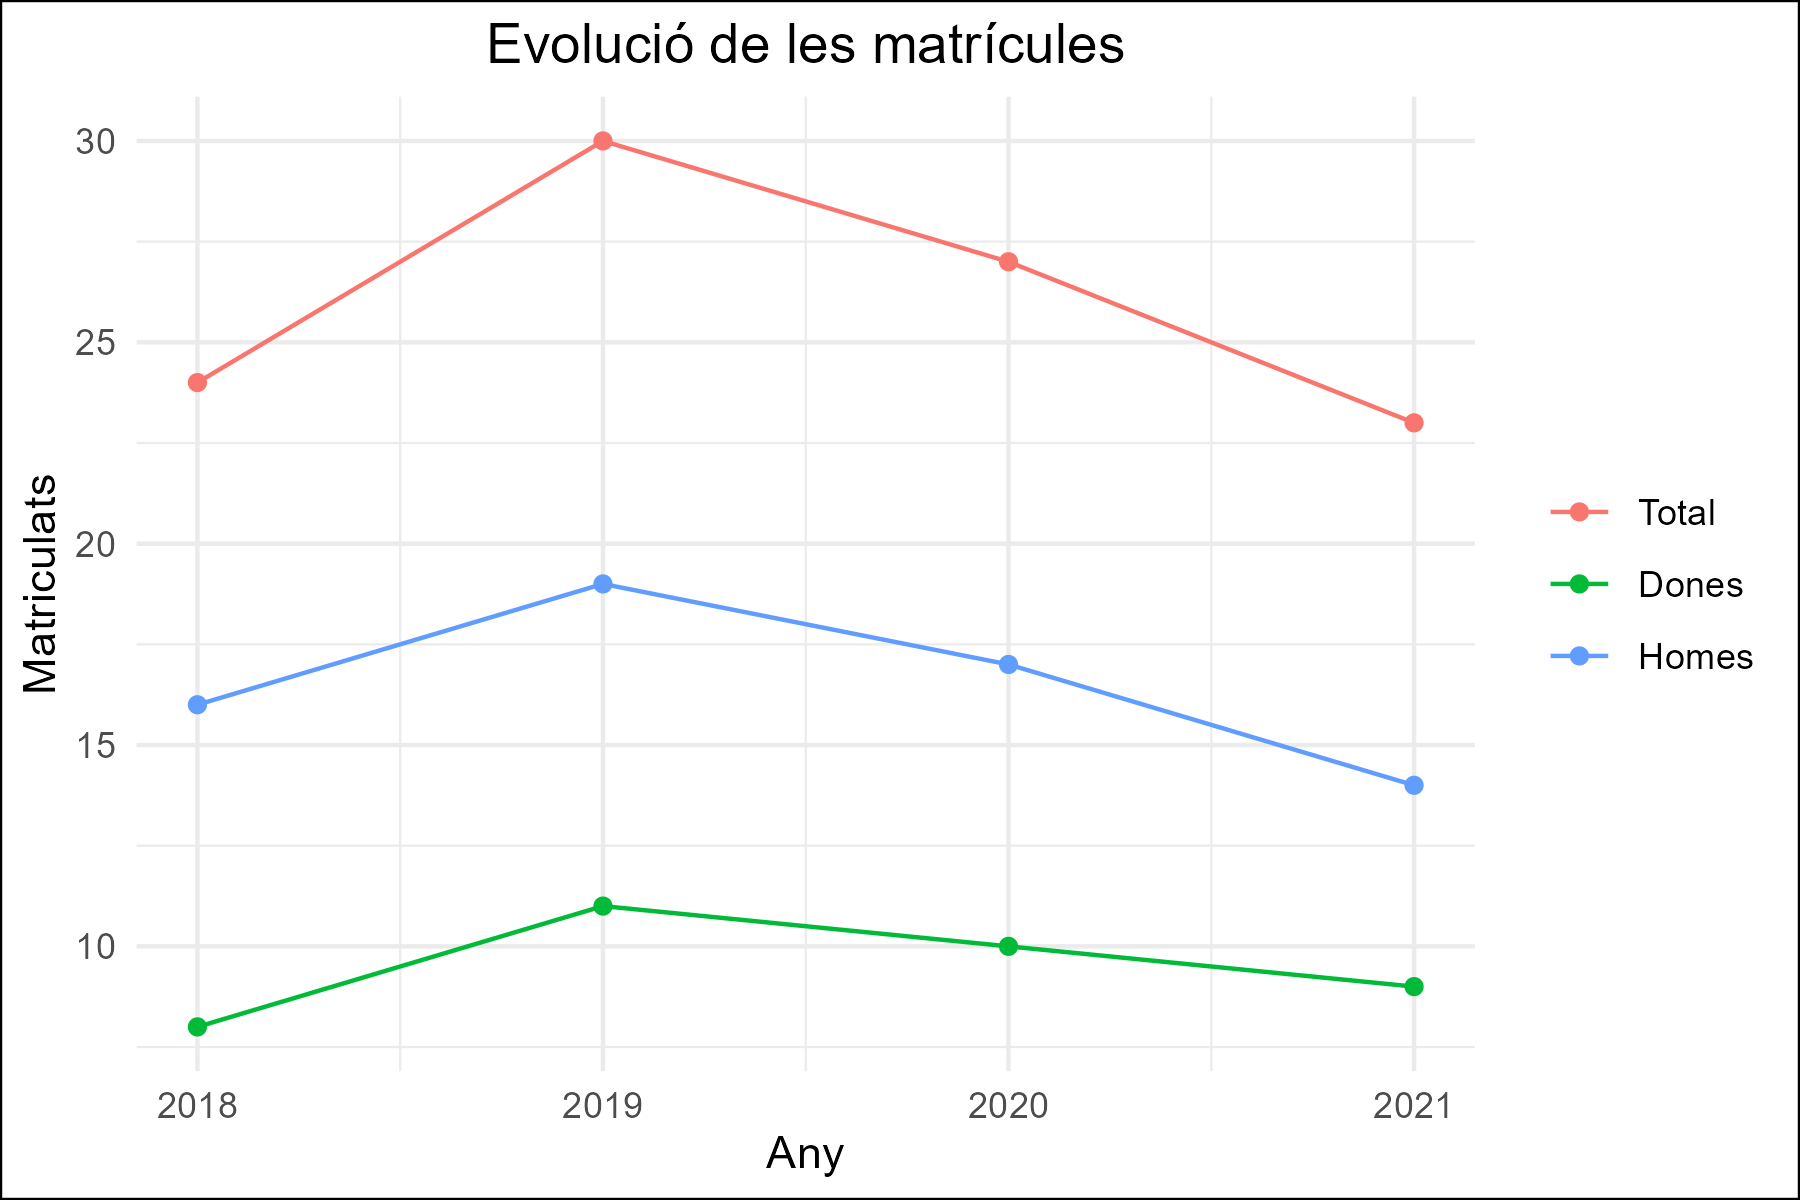 Evolució de les matrícules
Matriculats
30
25
20
15
10
2018
2019
2020
2021
Any
Total
Dones
Homes